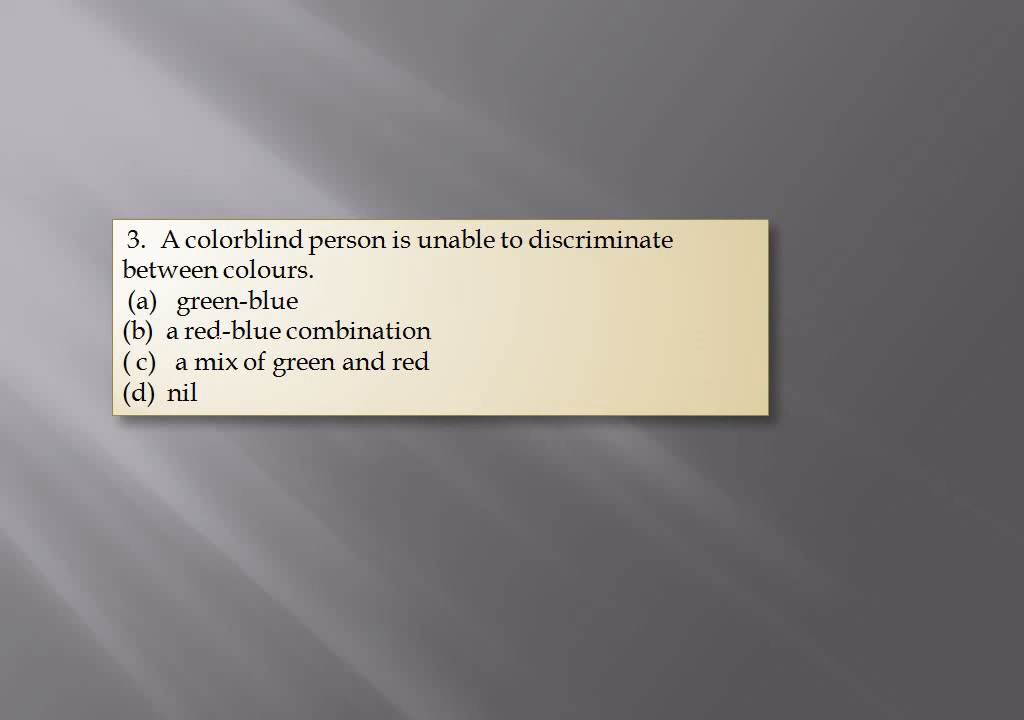 3. A colorblind person is unable to discriminate
between colours.
(a) green-blue
(b) a red-blue combination
( c) a mix of green and red
(d) nil